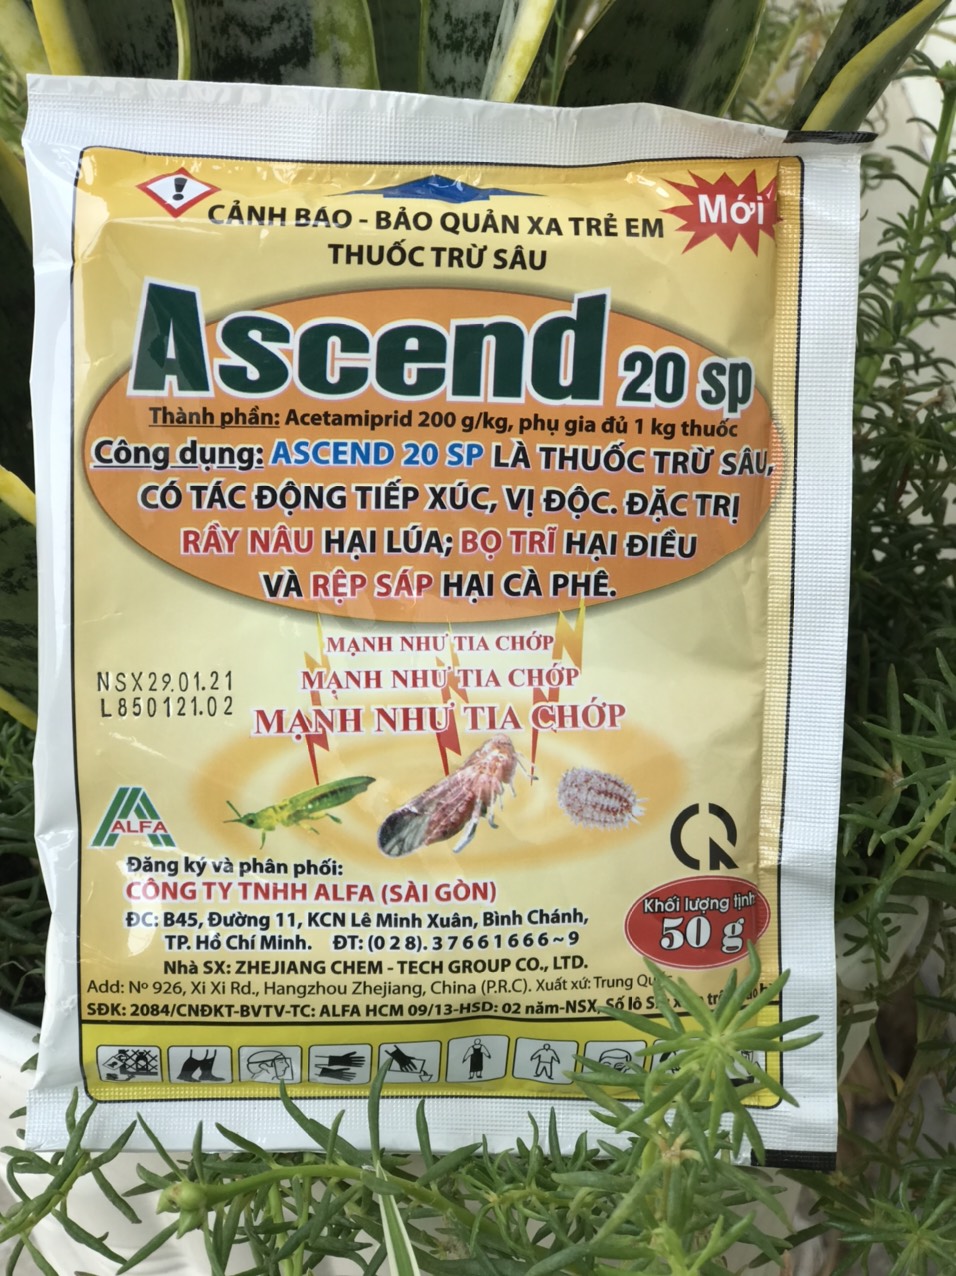 CẢNH BÁO - BẢO QUẢN XA TRẺ EM
Mới
THUỐC TRỪ SÂU
Ascend 20 sp
Thành phần: Acetamiprid 200 g/kg, phụ gia đủ 1 kg thuốc
Công dụng: ASCEND 20 SP LÀ THUỐC TRỪ SÂU,
CÓ TÁC ĐỘNG TIẾP XÚC, VỊ ĐỘC. ĐẶC TRỊ
RẦY NÂU HẠI LÚA; BỌ TRĨ HẠI ĐIỀU
VÀ RỆP SÁP HẠI CÀ PHÊ.
MẠNH NHƯ TIA CHỚP
MẠNH NHƯ TIA CHỚP
MẠNH NHƯ TIA CHỚP
NSX29.01.21
L850121.02
ALFA
Đăng ký và phân phối:
CÔNG TY TNHH ALFA (SÀI GÒN)
ĐC: B45, Đường 11, KCN Lê Minh Xuân, Bình Chánh,
TP. Hồ Chí Minh. ĐT: (028).37661666~9
Khối lượng tịnh
50 g
Nhà SX: ZHEJIANG CHEM - TECH GROUP CO., LTD.
Add: Nº 926, Xi Xi Rd., Hangzhou Zhejiang, China (P.R.C). Xuất xứ: Trung
SĐK: 2084/CNĐKT-BVTV-TC: ALFA HCM 09/13-HSD: 02 năm-NSX, Số lô